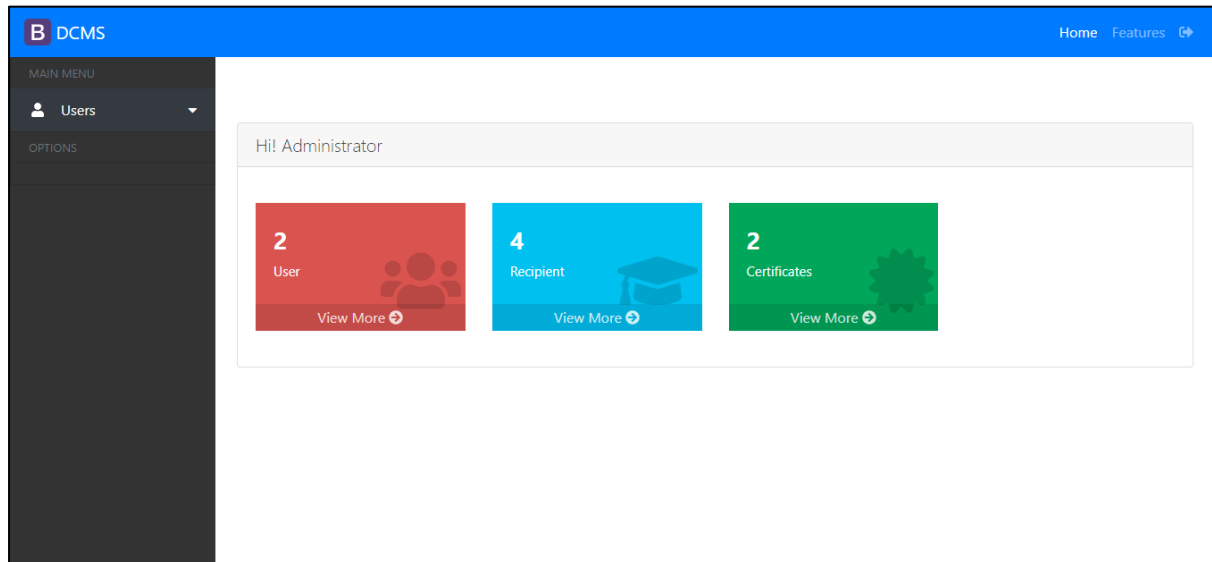 B DCMS
Home Features
MAIN MENU
Users
OPTIONS
Hi! Administrator
2
User
View More
4
Recipient
View More
2
Certificates
View More